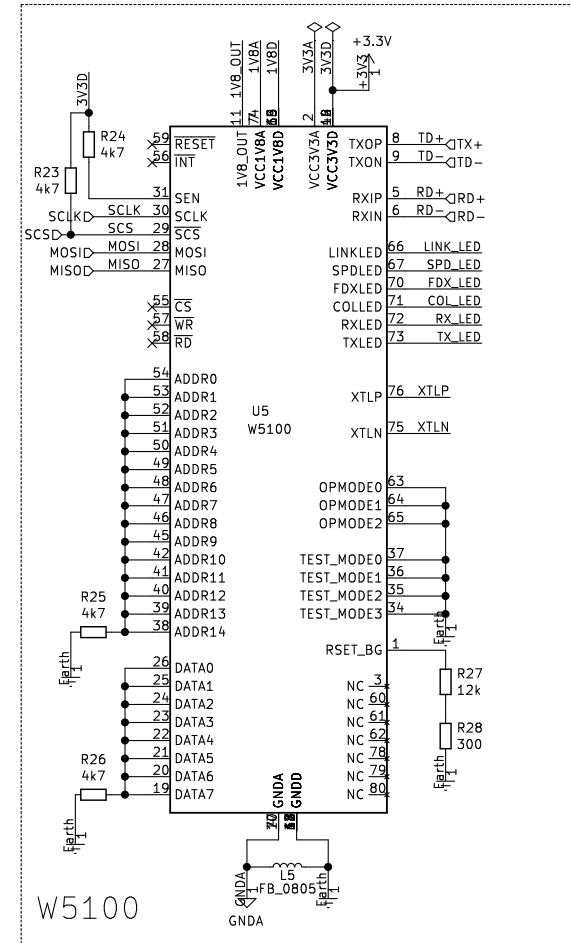 +3.3V
+3V3
1
1V8_OUT
1V8A
1V8D
3V3A
3V3D
3V3D
11
2
1V8_OUT
VCC1V8A
VCC1V8D
VCC3V3A
VCC3V3D
R24
4k7
R23
4k7
59 RESET
56 INT
31 SEN
SCLK SCLK 30 SCLK
SCS SCS 29 SCS
MOSI MOSI 28 MOSI
MISO MISO 27 MISO
55 CS
57 WR
58 RD
54 ADDR0
53 ADDR1
52 ADDR2
51 ADDR3
50 ADDR4
49 ADDR5
48 ADDR6
47 ADDR7
46 ADDR8
45 ADDR9
42 ADDR10
41 ADDR11
40 ADDR12
39 ADDR13
38 ADDR14
R25
4k7
Earth
1
26 DATA0
25 DATA1
24 DATA2
23 DATA3
22 DATA4
21 DATA5
20 DATA6
19 DATA7
R26
4k7
Earth
1
U5
W5100
TXOP 8 TD+ TX+
TXON 9 TD- TD-
RXIP 5 RD+ RD+
RXIN 6 RD- RD-
LINKLED 66 LINK_LED
SPDLED 67 SPD_LED
FDXLED 70 FDX_LED
COLLED 71 COL_LED
RXLED 72 RX_LED
TXLED 73 TX_LED
XTLP 76 XTLP
XTLN 75 XTLN
OPMODE0 63
OPMODE1 64
OPMODE2 65
TEST_MODE0 37
TEST_MODE1 36
TEST_MODE2 35
TEST_MODE3 34
Earth
1
RSET_BG 1
R27
12k
R28
300
Earth
1
NC 3
NC 60
NC 61
NC 62
NC 78
NC 79
NC 80
GNDA
GNDD
L5
FB_0805
GNDA
1
GNDA
Earth
1
W5100